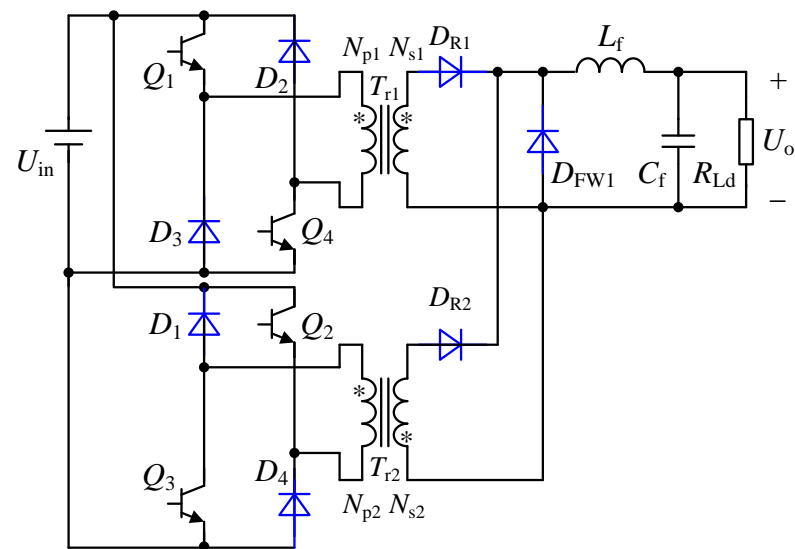 Q1
D2
Np1 Ns1
DR1
Lf
Tr1
* *
+
Uin
DFW1
Cf
RLd
Uo
−
D3
Q4
DR2
D1
Q2
*
*
Q3
D4
Tr2
Np2 Ns2